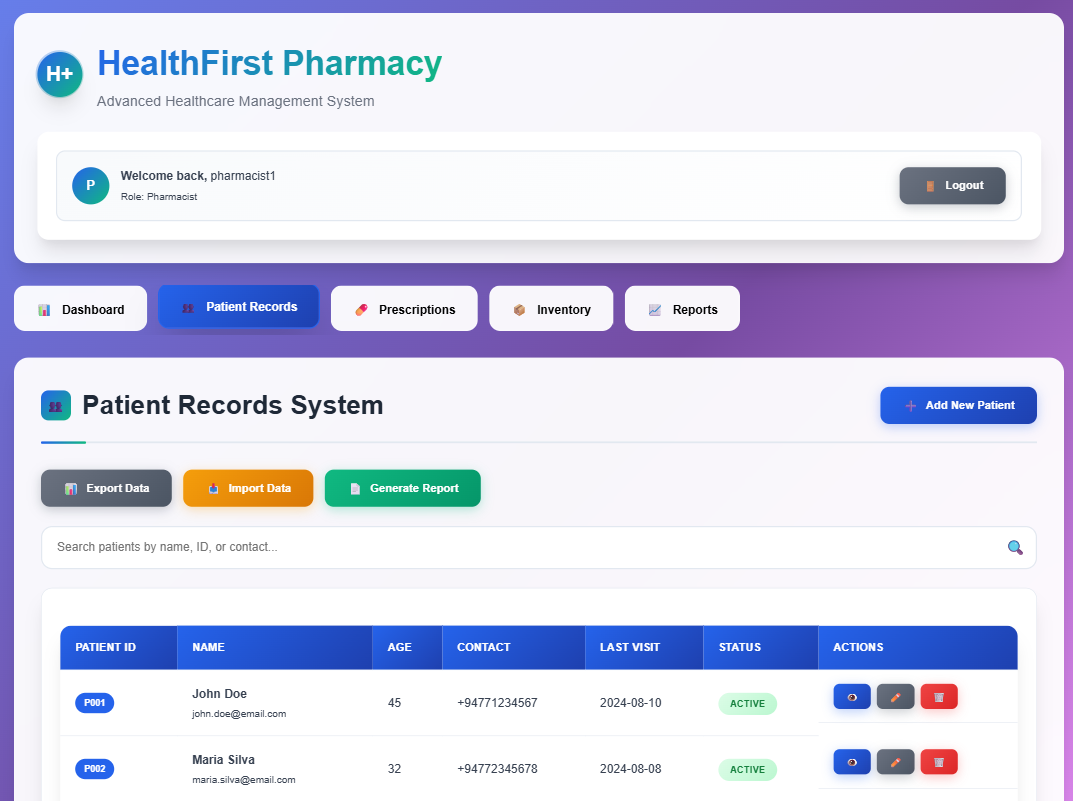 H+
HealthFirst Pharmacy
Advanced Healthcare Management System
P
Welcome back, pharmacist1
Role: Pharmacist
Logout
Dashboard
Patient Records
Prescriptions
Inventory
Reports
Patient Records System
Add New Patient
Export Data
Import Data
Generate Report
Search patients by name, ID, or contact...
PATIENT ID NAME AGE CONTACT LAST VISIT STATUS ACTIONS
P001 John Doe 45 +94771234567 2024-08-10 ACTIVE
john.doe@email.com
P002 Maria Silva 32 +94772345678 2024-08-08 ACTIVE
maria.silva@email.com